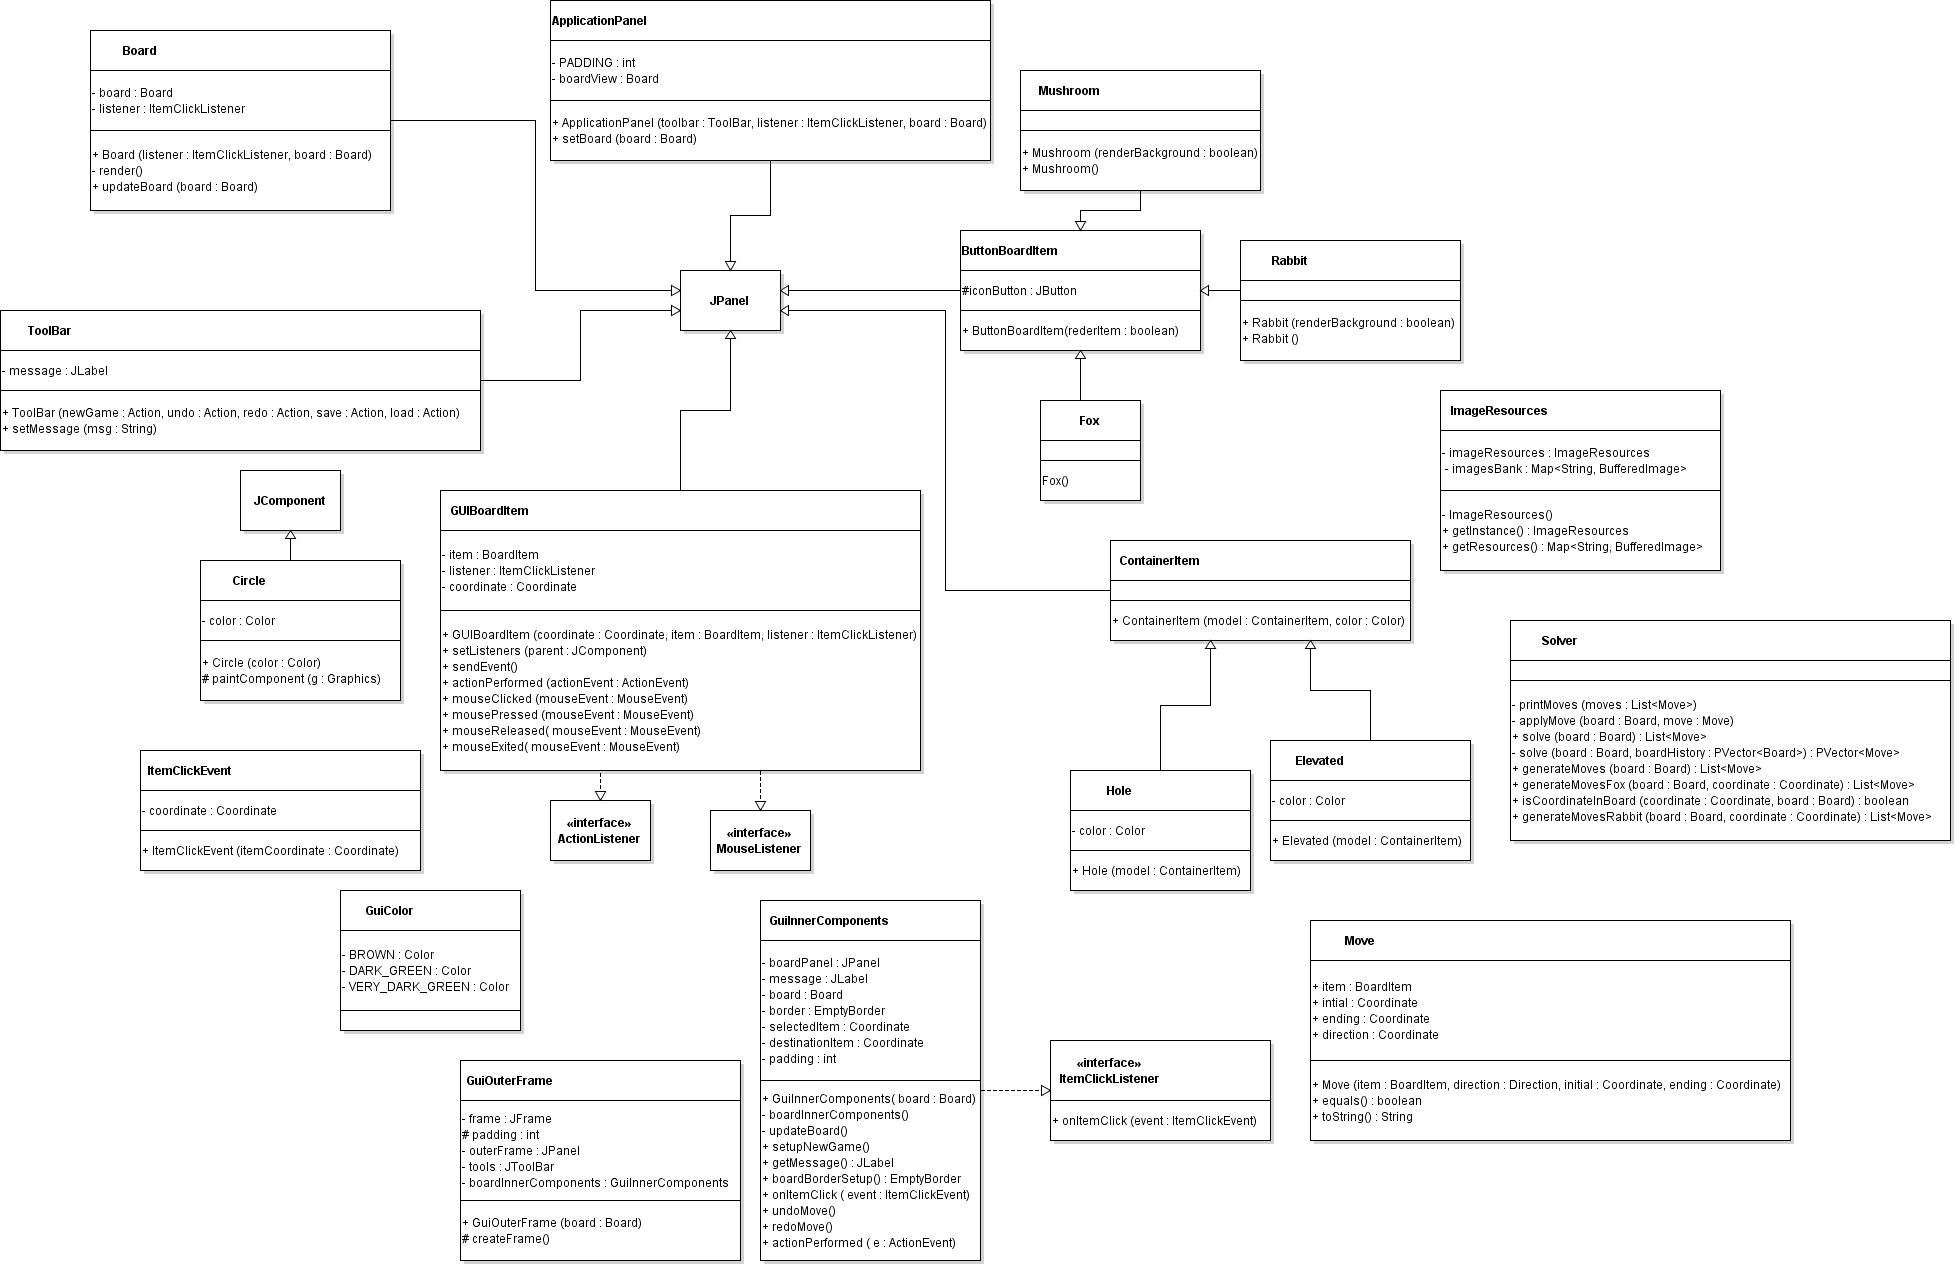 Board
- board : Board
- listener : ItemClickListener
+ Board (listener : ItemClickListener, board : Board)
- render()
+ updateBoard (board : Board)
ApplicationPanel
- PADDING : int
- boardView : Board
+ ApplicationPanel (toolbar : ToolBar, listener : ItemClickListener, board : Board)
+ setBoard (board : Board)
Mushroom
+ Mushroom (renderBackground : boolean)
+ Mushroom()
ButtonBoardItem
#iconButton : JButton
+ ButtonBoardItem(rederItem : boolean)
Rabbit
+ Rabbit (renderBackground : boolean)
+ Rabbit ()
JPanel
ToolBar
- message : JLabel
+ ToolBar (newGame : Action, undo : Action, redo : Action, save : Action, load : Action)
+ setMessage (msg : String)
Fox
Fox()
ImageResources
- imageResources : ImageResources
- imagesBank : Map<String, BufferedImage>
- ImageResources()
+ getInstance() : ImageResources
+ getResources() : Map<String, BufferedImage>
JComponent
Circle
- color : Color
+ Circle (color : Color)
# paintComponent (g : Graphics)
GUIBoardItem
- item : BoardItem
- listener : ItemClickListener
- coordinate : Coordinate
+ GUIBoardItem (coordinate : Coordinate, item : BoardItem, listener : ItemClickListener)
+ setListeners (parent : JComponent)
+ sendEvent()
+ actionPerformed (actionEvent : ActionEvent)
+ mouseClicked (mouseEvent : MouseEvent)
+ mousePressed (mouseEvent : MouseEvent)
+ mouseReleased( mouseEvent : MouseEvent)
+ mouseExited( mouseEvent : MouseEvent)
ContainerItem
+ ContainerItem (model : ContainerItem, color : Color)
Solver
- printMoves (moves : List<Move>)
- applyMove (board : Board, move : Move)
+ solve (board : Board) : List<Move>
- solve (board : Board, boardHistory : PVector<Board>) : PVector<Move>
+ generateMoves (board : Board) : List<Move>
+ generateMovesFox (board : Board, coordinate : Coordinate) : List<Move>
+ isCoordinateInBoard (coordinate : Coordinate, board : Board) : boolean
+ generateMovesRabbit (board : Board, coordinate : Coordinate) : List<Move>
ItemClickEvent
- coordinate : Coordinate
+ ItemClickEvent (itemCoordinate : Coordinate)
«interface»
ActionListener
«interface»
MouseListener
Hole
- color : Color
+ Hole (model : ContainerItem)
Elevated
- color : Color
+ Elevated (model : ContainerItem)
GuiColor
- BROWN : Color
- DARK_GREEN : Color
- VERY_DARK_GREEN : Color
GuiInnerComponents
- boardPanel : JPanel
- message : JLabel
- board : Board
- border : EmptyBorder
- selectedItem : Coordinate
- destinationItem : Coordinate
- padding : int
+ GuiInnerComponents( board : Board)
- boardInnerComponents()
- updateBoard()
+ setupNewGame()
+ getMessage() : JLabel
+ boardBorderSetup() : EmptyBorder
+ onItemClick ( event : ItemClickEvent)
+ undoMove()
+ redoMove()
+ actionPerformed ( e : ActionEvent)
«interface»
ItemClickListener
+ onItemClick (event : ItemClickEvent)
Move
+ item : BoardItem
+ intial : Coordinate
+ ending : Coordinate
+ direction : Coordinate
+ Move (item : BoardItem, direction : Direction, initial : Coordinate, ending : Coordinate)
+ equals() : boolean
+ toString() : String
GuiOuterFrame
- frame : JFrame
# padding : int
- outerFrame : JPanel
- tools : JToolBar
- boardInnerComponents : GuiInnerComponents
+ GuiOuterFrame (board : Board)
# createFrame()